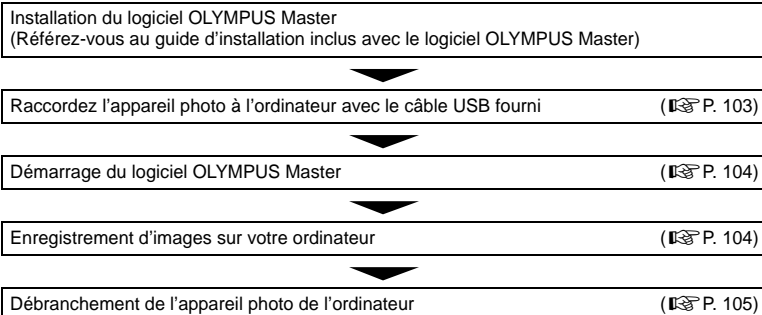 Installation du logiciel OLYMPUS Master
(Référez-vous au guide d'installation inclus avec le logiciel OLYMPUS Master)
Raccordez l'appareil photo à l'ordinateur avec le câble USB fourni (☞ P. 103)
Démarrage du logiciel OLYMPUS Master (☞ P. 104)
Enregistrement d'images sur votre ordinateur (☞ P. 104)
Débranchement de l'appareil photo de l'ordinateur (☞ P. 105)